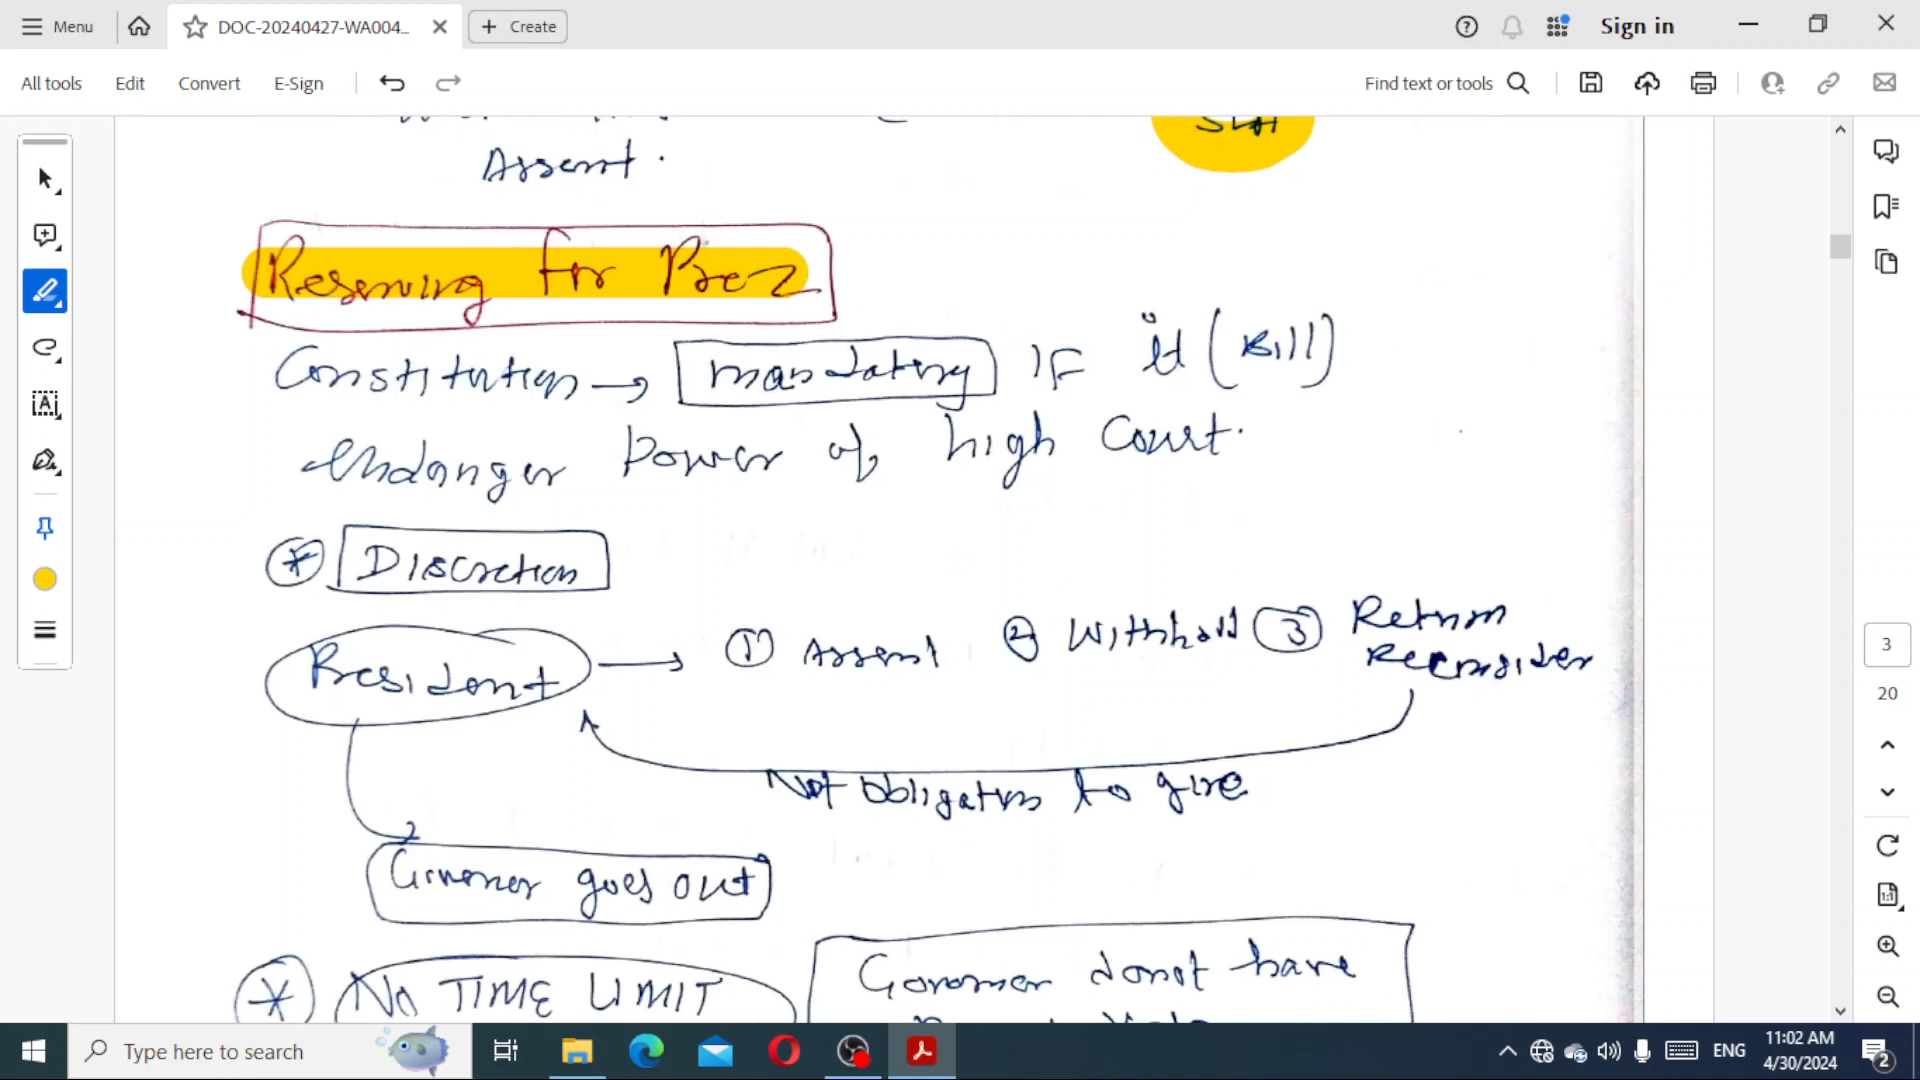 Menu
DOC-20240427-WA004...
Create
Sign in
All tools
Edit
Convert
E-Sign
Find text or tools
Assent.
Reserving for Prez
Constitution → mandatory IF it (Bill)
endanger power of high Court.
* Discretion
President → ① Assent ② Withhold ③ Return
Reconsider
Not obligation to give
Governor goes out
* NO TIME LIMIT
Governor donot have
3
20
Type here to search
ENG
11:02 AM
4/30/2024
2